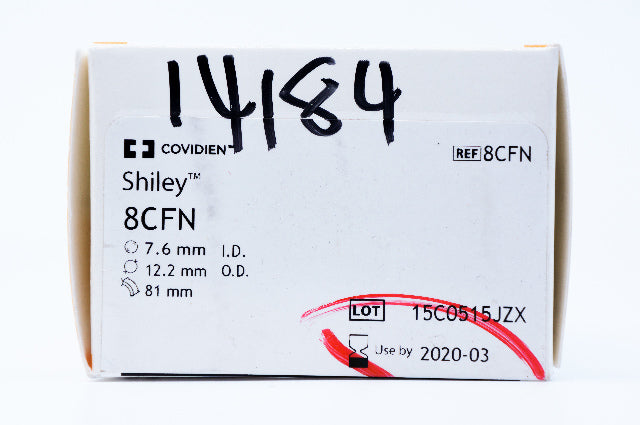 14184
COVIDIEN™
REF 8CFN
Shiley™
8CFN
7.6 mm I.D.
12.2 mm O.D.
81 mm
LOT 15C0515JZX
Use by 2020-03